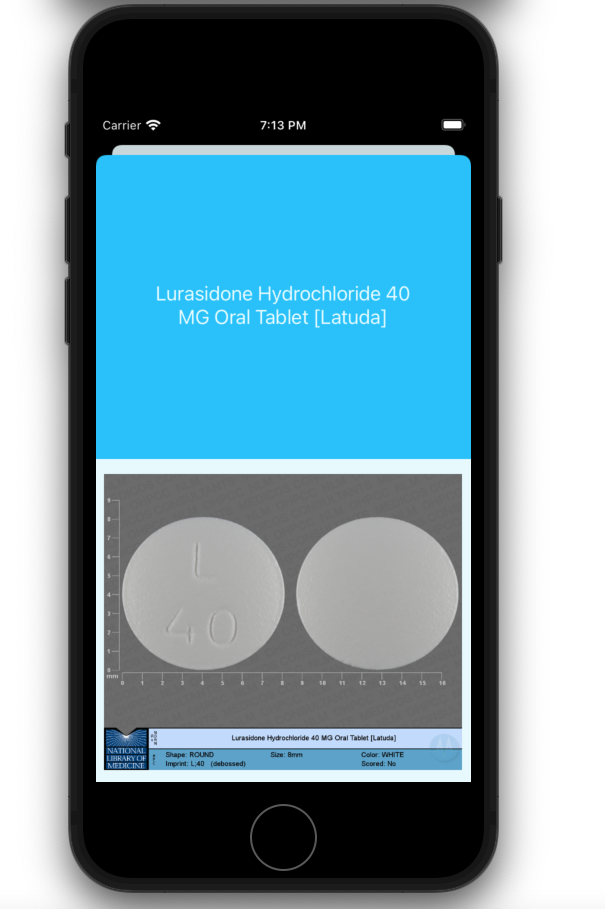 Carrier
7:13 PM
Lurasidone Hydrochloride 40
MG Oral Tablet [Latuda]
L
40
9
8
7
6
5
4
3
2
1
0
mm
0 1 2 3 4 5 6 7 8 9 10 11 12 13 14 15 16
NATIONAL
LIBRARY OF
MEDICINE
Lurasidone Hydrochloride 40 MG Oral Tablet [Latuda]
Shape: ROUND Size: 8mm Color: WHITE
Imprint: L;40 (debossed) Scored: No